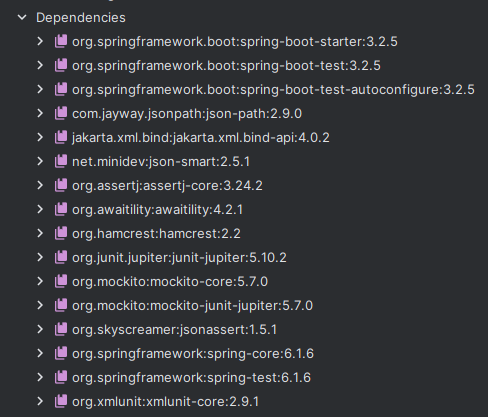 Dependencies
org.springframework.boot:spring-boot-starter:3.2.5
org.springframework.boot:spring-boot-test:3.2.5
org.springframework.boot:spring-boot-test-autoconfigure:3.2.5
com.jayway.jsonpath:json-path:2.9.0
jakarta.xml.bind:jakarta.xml.bind-api:4.0.2
net.minidev:json-smart:2.5.1
org.assertj:assertj-core:3.24.2
org.awaitility:awaitility:4.2.1
org.hamcrest:hamcrest:2.2
org.junit.jupiter:junit-jupiter:5.10.2
org.mockito:mockito-core:5.7.0
org.mockito:mockito-junit-jupiter:5.7.0
org.skyscreamer:jsonassert:1.5.1
org.springframework:spring-core:6.1.6
org.springframework:spring-test:6.1.6
org.xmlunit:xmlunit-core:2.9.1